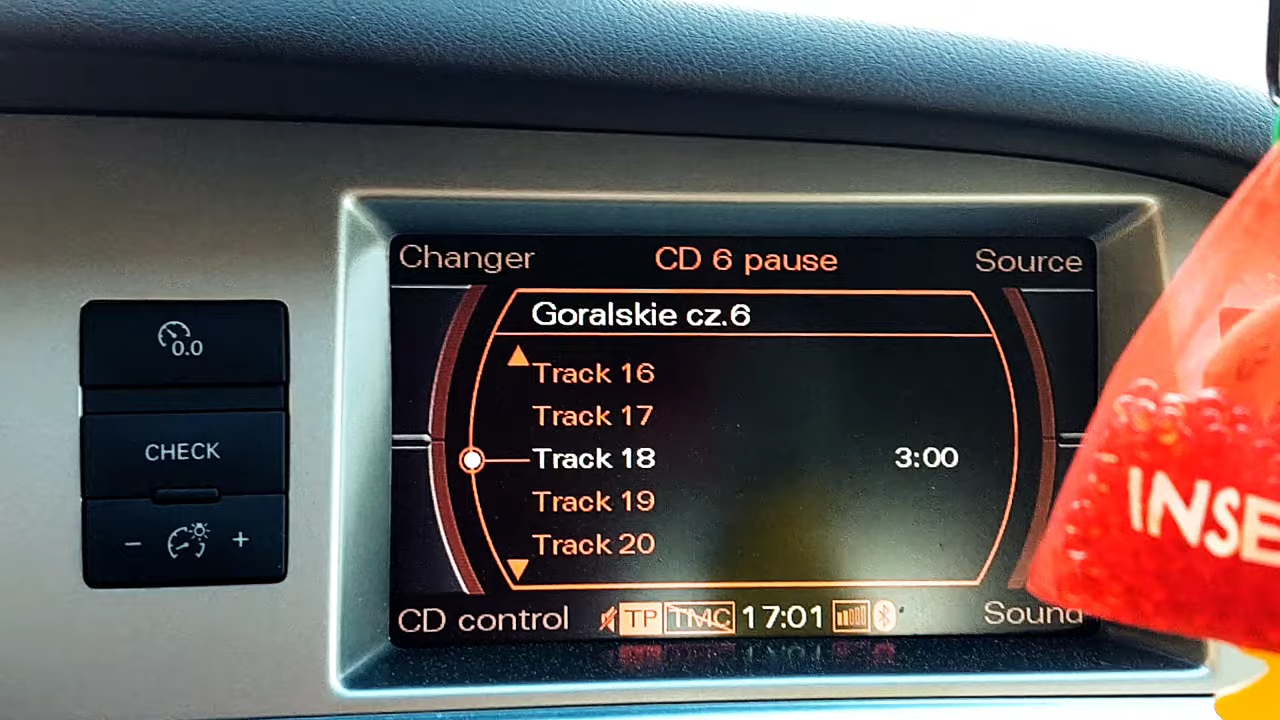 Changer CD 6 pause Source
Goralskie cz.6
Track 16
Track 17
Track 18 3:00
Track 19
Track 20
CD control TP TMC 17:01 Sound
0.0
CHECK
- +
INSE